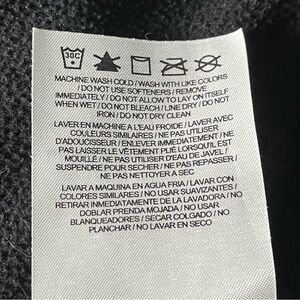 30C
MACHINE WASH COLD / WASH WITH LIKE COLORS
/ DO NOT USE SOFTENERS / REMOVE
IMMEDIATELY / DO NOT ALLOW TO LAY ON ITSELF
WHEN WET / DO NOT BLEACH / LINE DRY / DO NOT
IRON / DO NOT DRY CLEAN
LAVER EN MACHINE A L'EAU FROIDE / LAVER AVEC
COULEURS SIMILAIRES / NE PAS UTILISER
D'ADOUCISSEUR / ENLEVER IMMÉDIATEMENT / NE
PAS LAISSER LE VÊTEMENT PLIÉ LORSQU'IL EST
MOUILLÉ / NE PAS UTILISER D'EAU DE JAVEL /
SUSPENDRE POUR SECHER / NE PAS REPASSER /
NE PAS NETTOYER A SEC
LAVAR A MAQUINA EN AGUA FRIA / LAVAR CON
COLORES SIMILARES / NO USAR SUAVIZANTES /
RETIRAR IMMEDIATAMENTE DE LA LAVADORA / NO
DOBLAR PRENDA MOJADA / NO USAR
BLANQUEADORES / SECAR COLGADO / NO
PLANCHAR / NO LAVAR EN SECO